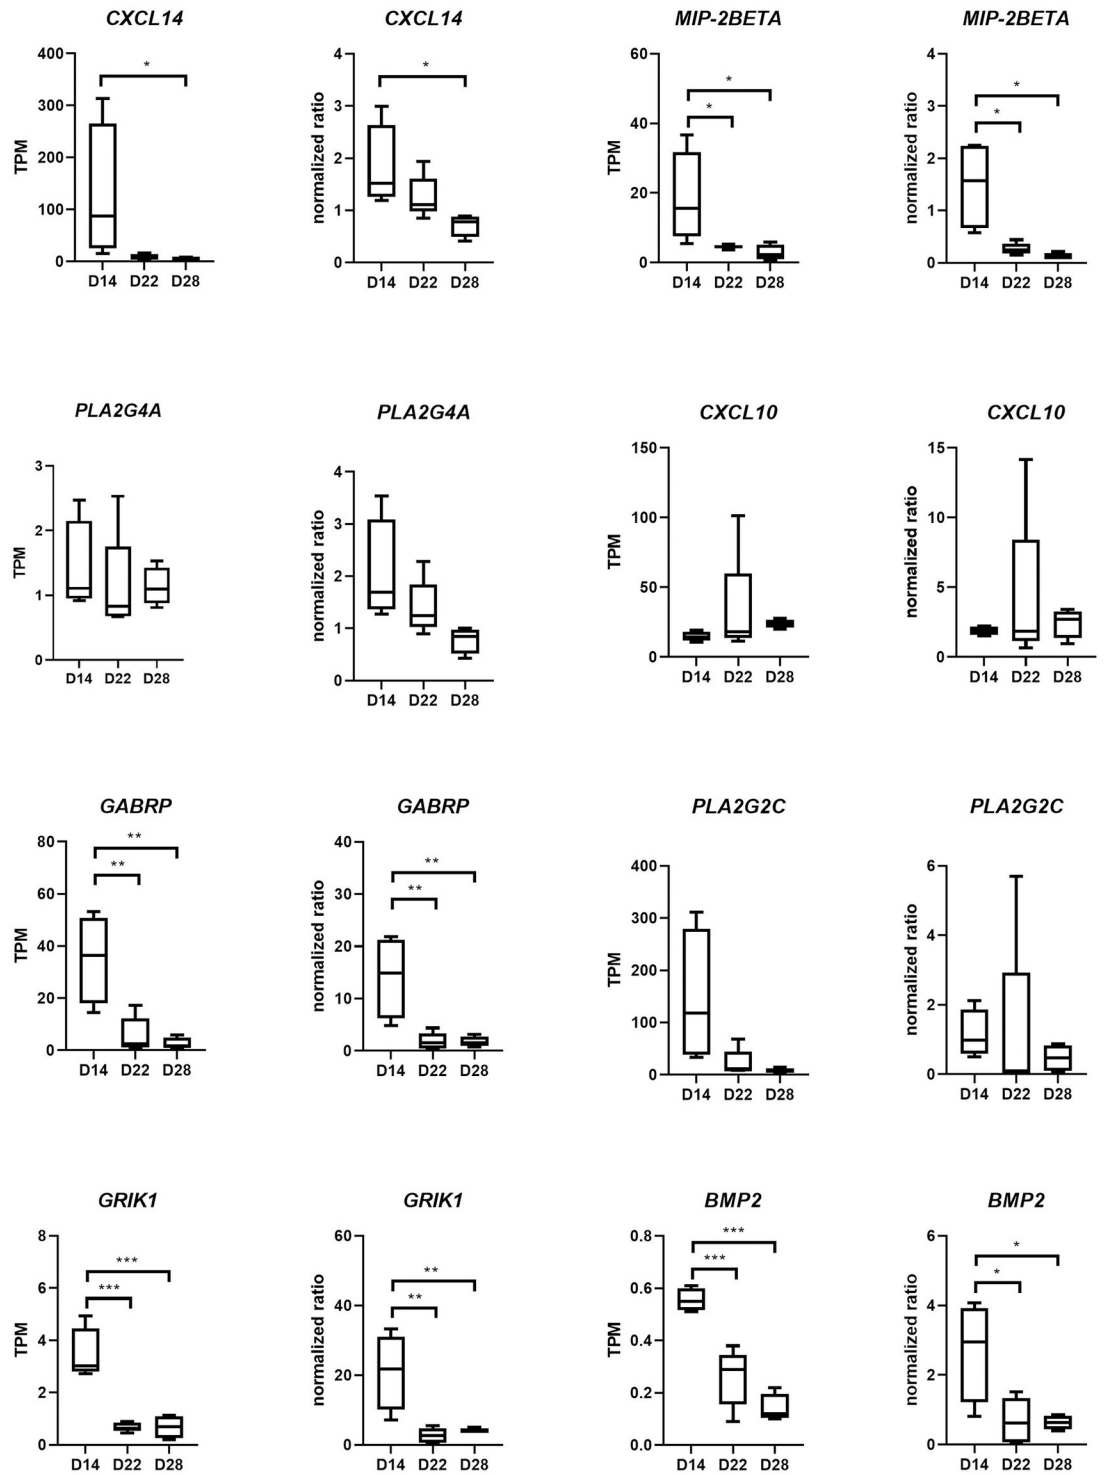 CXCL14
TPM
400
300
200
100
0
*
D14 D22 D28
CXCL14
normalized ratio
4
3
2
1
0
*
D14 D22 D28
MIP-2BETA
TPM
60
40
20
0
*
*
D14 D22 D28
MIP-2BETA
normalized ratio
4
3
2
1
0
*
*
D14 D22 D28
PLA2G4A
TPM
3
2
1
0
D14 D22 D28
PLA2G4A
normalized ratio
4
3
2
1
0
D14 D22 D28
CXCL10
TPM
150
100
50
0
D14 D22 D28
CXCL10
normalized ratio
15
10
5
0
D14 D22 D28
GABRP
TPM
80
60
40
20
0
**
**
D14 D22 D28
GABRP
normalized ratio
40
30
20
10
0
**
**
D14 D22 D28
PLA2G2C
TPM
400
300
200
100
0
D14 D22 D28
PLA2G2C
normalized ratio
6
4
2
0
D14 D22 D28
GRIK1
TPM
8
6
4
2
0
***
***
D14 D22 D28
GRIK1
normalized ratio
60
40
20
0
**
**
D14 D22 D28
BMP2
TPM
0.8
0.6
0.4
0.2
0.0
***
***
D14 D22 D28
BMP2
normalized ratio
6
4
2
0
*
*
D14 D22 D28